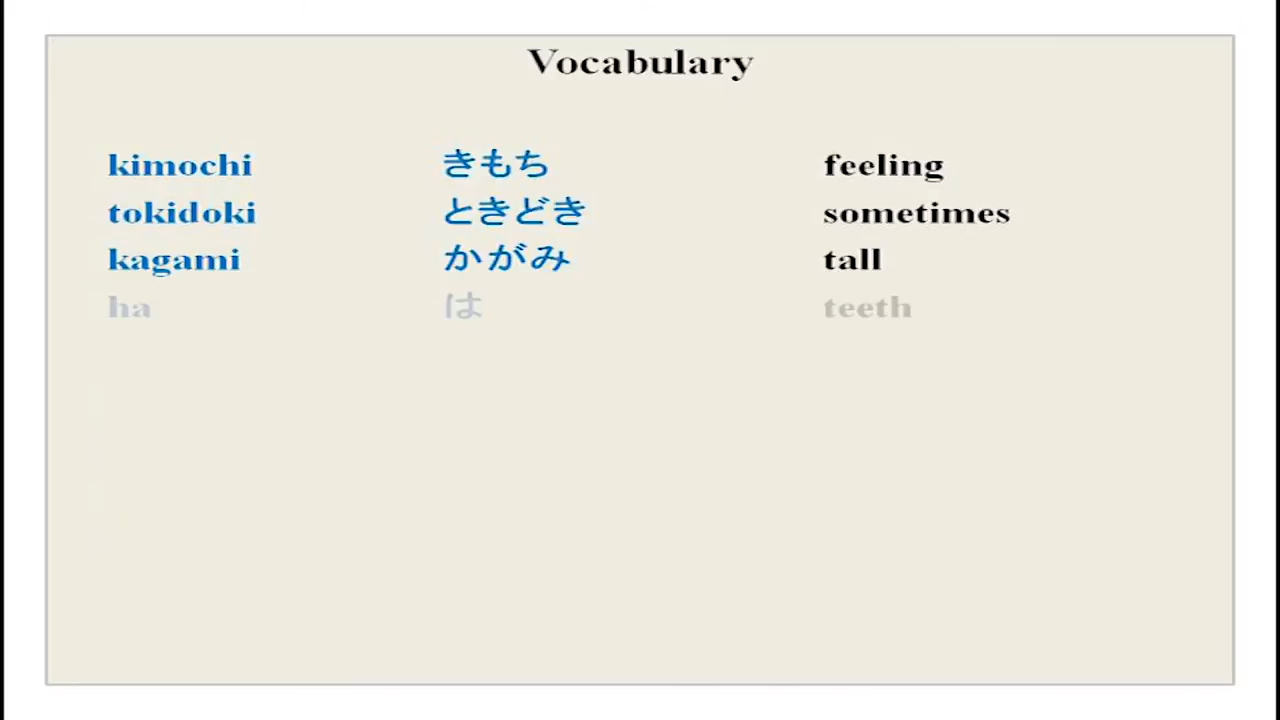 Vocabulary
kimochi きもち feeling
tokidoki ときどき sometimes
kagami かがみ tall
ha は teeth